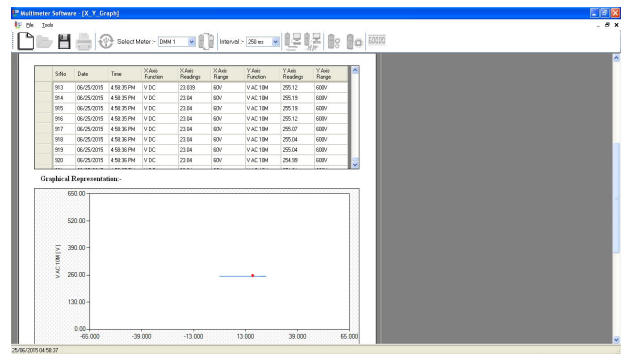 Multimeter Software - [X_Y_Graph]
File Tools
Select Meter :- DMM 1 Interval :- 250 ms
SrNo Date Time X Axis Function X Axis Readings X Axis Range Y Axis Function Y Axis Readings Y Axis Range
913 06/25/2015 4:58:35 PM V DC 23.039 60V V AC 10M 255.12 600V
914 06/25/2015 4:58:35 PM V DC 23.04 60V V AC 10M 255.19 600V
915 06/25/2015 4:58:35 PM V DC 23.04 60V V AC 10M 255.19 600V
916 06/25/2015 4:58:35 PM V DC 23.04 60V V AC 10M 255.12 600V
917 06/25/2015 4:58:36 PM V DC 23.04 60V V AC 10M 255.07 600V
918 06/25/2015 4:58:36 PM V DC 23.04 60V V AC 10M 255.04 600V
919 06/25/2015 4:58:36 PM V DC 23.04 60V V AC 10M 255.04 600V
920 06/25/2015 4:58:36 PM V DC 23.04 60V V AC 10M 254.99 600V
Graphical Representation:-
650.00
520.00
390.00
V AC 10M [ V ]
260.00
130.00
0.00
-65.000 -39.000 -13.000 13.000 39.000 65.000
25/06/2015 04:58:37